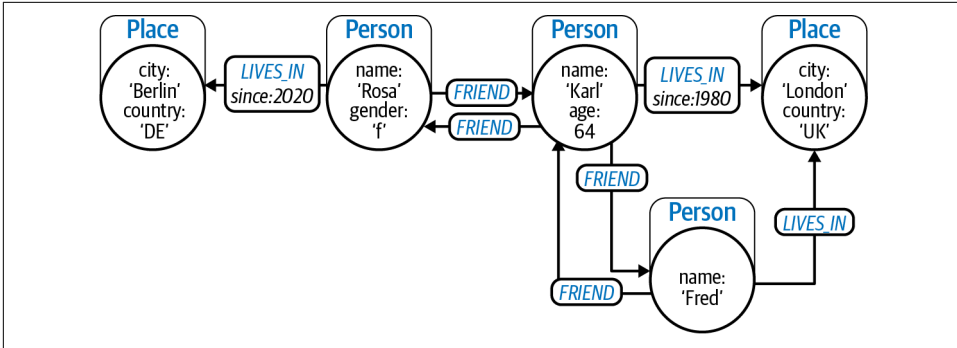 Place
city:
'Berlin'
country:
'DE'
LIVES_IN
since:2020
Person
name:
'Rosa'
gender:
'f'
FRIEND
FRIEND
Person
name:
'Karl'
age:
64
LIVES_IN
since:1980
Place
city:
'London'
country:
'UK'
FRIEND
Person
name:
'Fred'
FRIEND
LIVES_IN